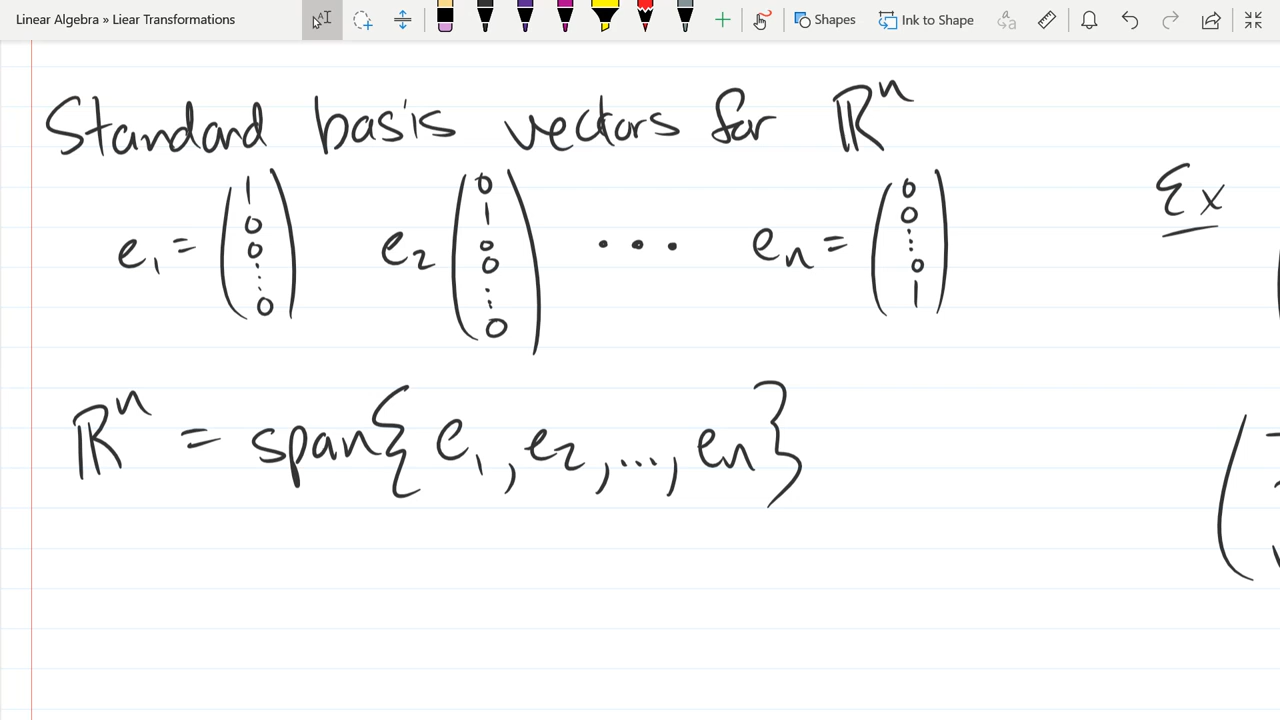 Linear Algebra » Liear Transformations
Shapes
Ink to Shape
Standard basis vectors for ℝⁿ
Ex
e₁ = (1 0 0 ⋮ 0) e₂ (0 1 0 0 ⋮ 0) ... eₙ = (0 0 ⋮ 0 1)
ℝⁿ = span{e₁, e₂, ..., eₙ}